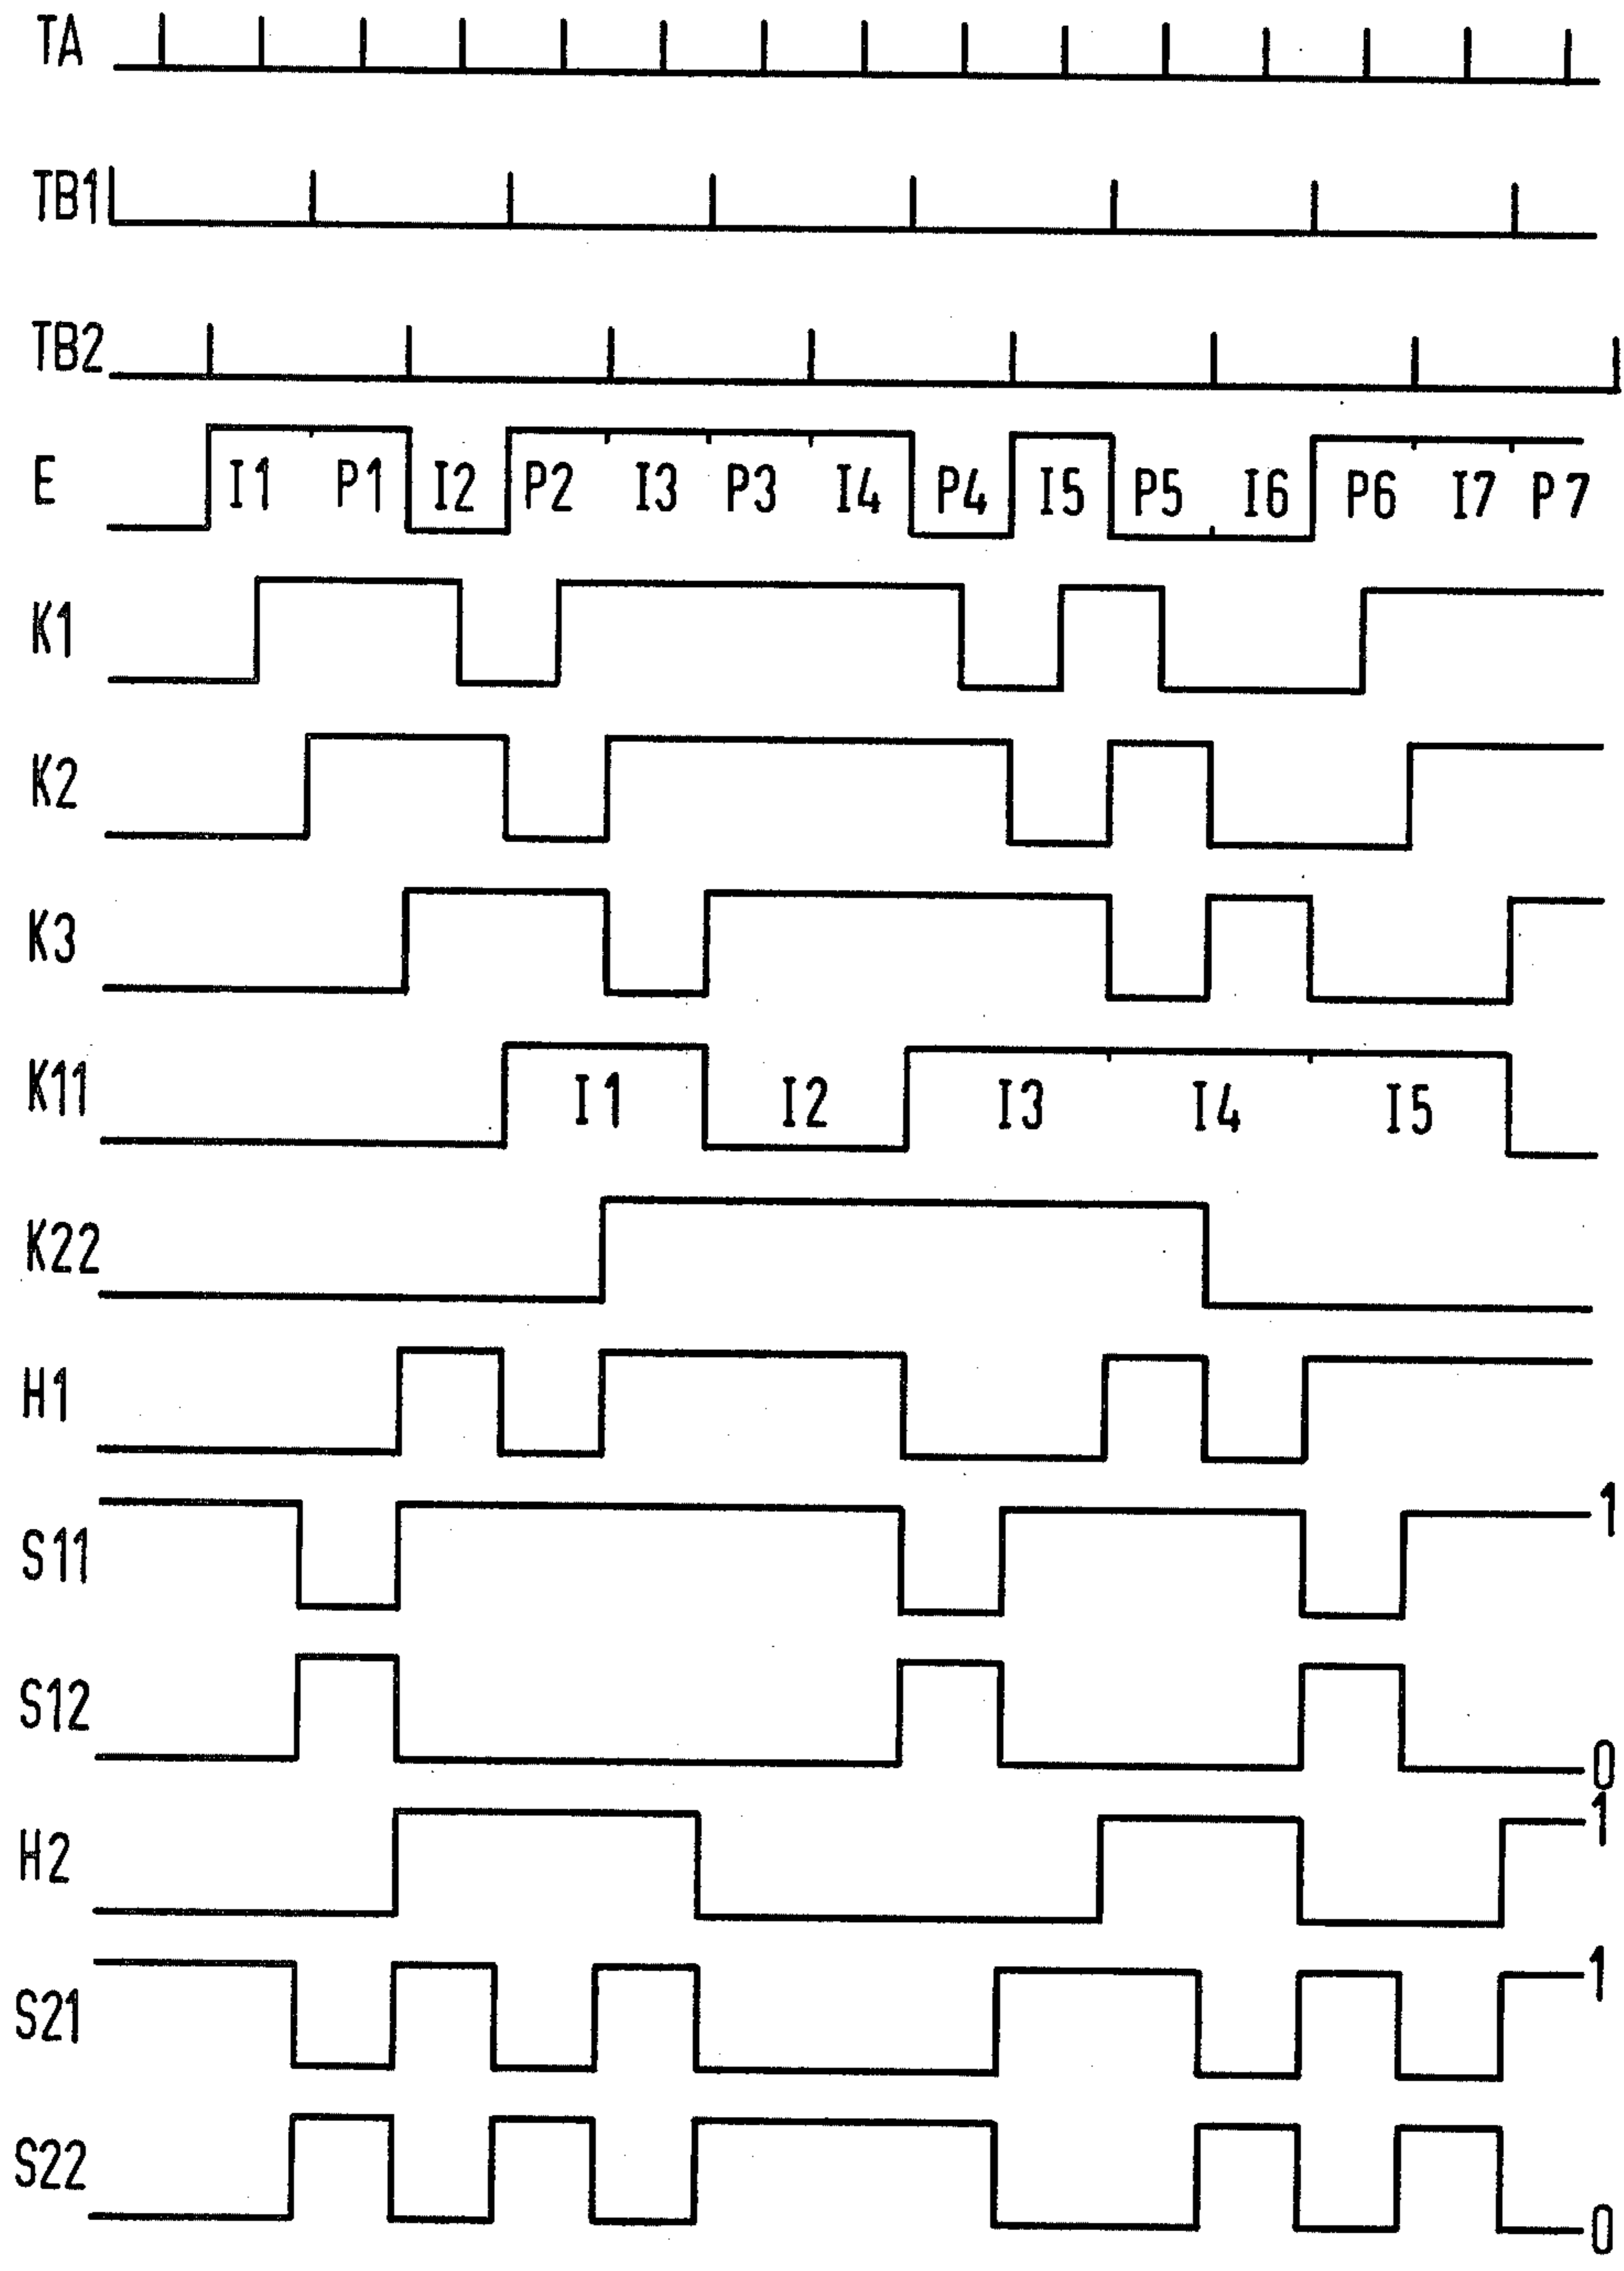 TA
TB1
TB2
E I1 P1 I2 P2 I3 P3 I4 P4 I5 P5 I6 P6 I7 P7
K1
K2
K3
K11 I1 I2 I3 I4 I5
K22
H1
S11 1
S12 0
H2 1
S21 1
S22 0